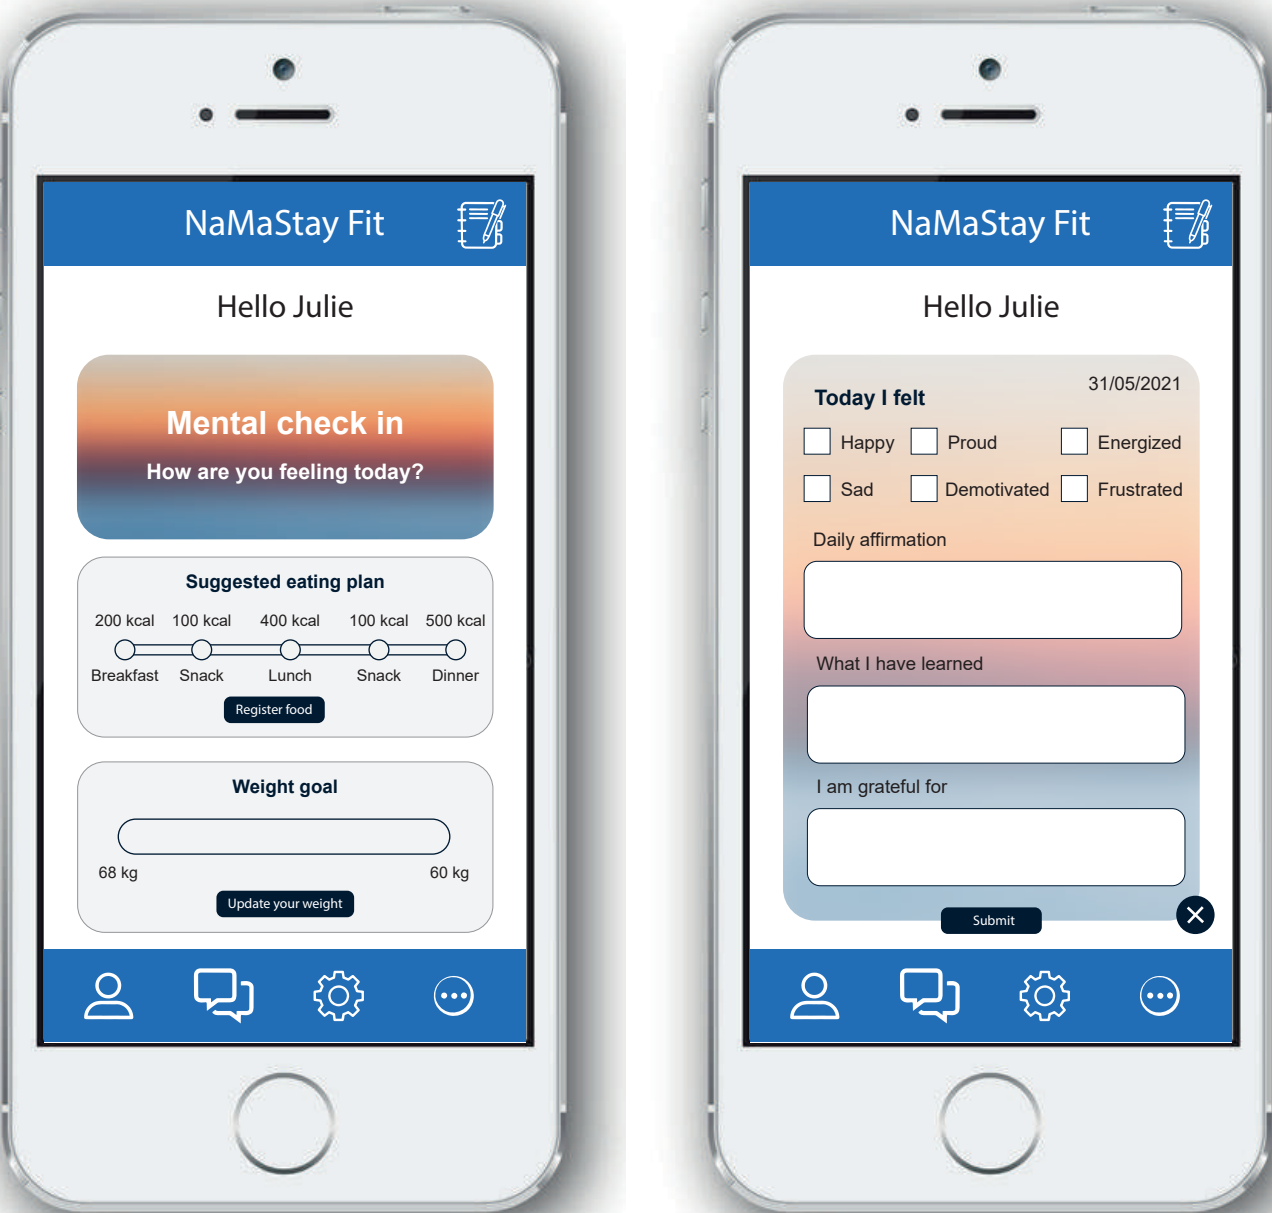 NaMaStay Fit
Hello Julie
Mental check in
How are you feeling today?
Suggested eating plan
200 kcal 100 kcal 400 kcal 100 kcal 500 kcal
Breakfast Snack Lunch Snack Dinner
Register food
Weight goal
68 kg 60 kg
Update your weight
NaMaStay Fit
Hello Julie
31/05/2021
Today I felt
Happy Proud Energized
Sad Demotivated Frustrated
Daily affirmation
What I have learned
I am grateful for
Submit